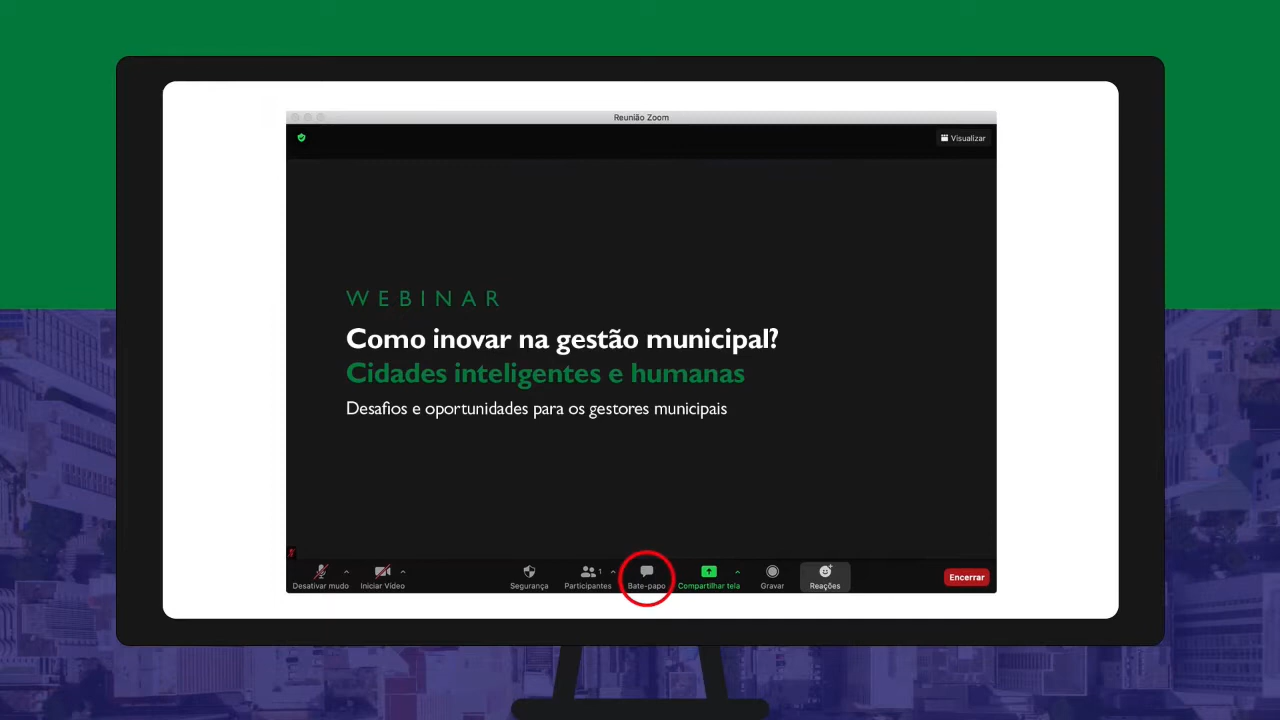 Reunião Zoom
Visualizar
WEBINAR
Como inovar na gestão municipal?
Cidades inteligentes e humanas
Desafios e oportunidades para os gestores municipais
Desativar mudo
Iniciar Vídeo
Segurança
Participantes
1
Bate-papo
Compartilhar tela
Gravar
Reações
Encerrar